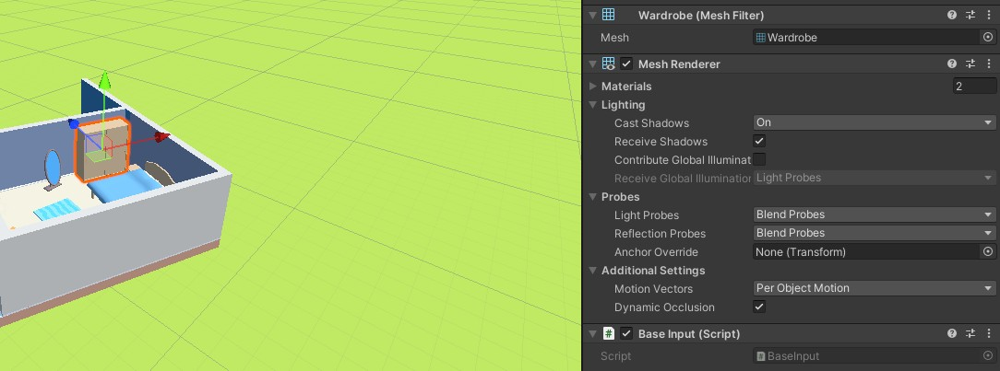 Wardrobe (Mesh Filter)
Mesh Wardrobe
Mesh Renderer
Materials 2
Lighting
Cast Shadows On
Receive Shadows
Contribute Global Illuminat
Receive Global Illumination Light Probes
Probes
Light Probes Blend Probes
Reflection Probes Blend Probes
Anchor Override None (Transform)
Additional Settings
Motion Vectors Per Object Motion
Dynamic Occlusion
# Base Input (Script)
Script # BaseInput